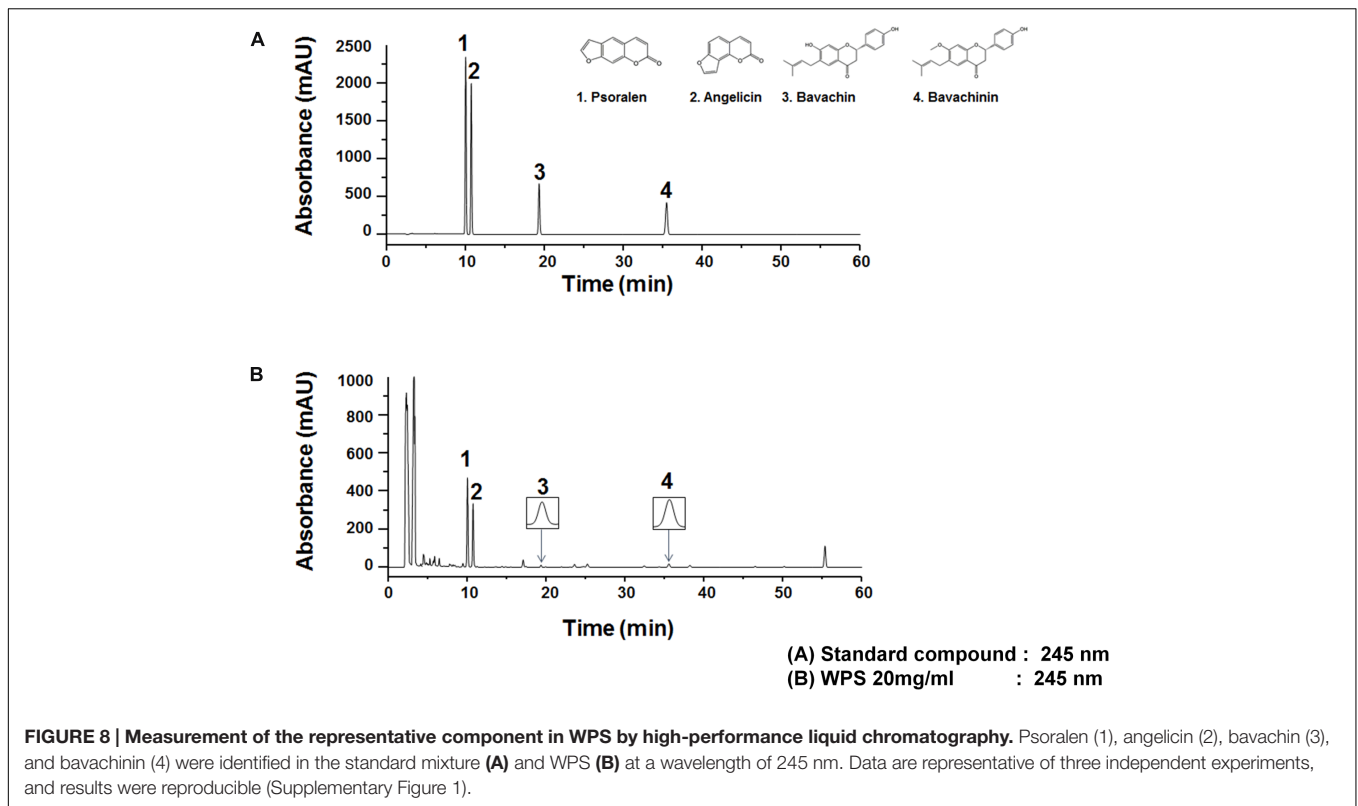 A
Absorbance (mAU)
2500
2000
1500
1000
500
0
1
2
3
4
O
O
O
O
O
HO
O
OH
O
O
O
OH
O
1. Psoralen
2. Angelicin
3. Bavachin
4. Bavachinin
0
10
20
30
40
50
60
Time (min)
B
Absorbance (mAU)
1000
800
600
400
200
0
1
2
3
4
0
10
20
30
40
50
60
Time (min)
(A) Standard compound : 245 nm
(B) WPS 20mg/ml : 245 nm
FIGURE 8 | Measurement of the representative component in WPS by high-performance liquid chromatography. Psoralen (1), angelicin (2), bavachin (3),
and bavachinin (4) were identified in the standard mixture (A) and WPS (B) at a wavelength of 245 nm. Data are representative of three independent experiments,
and results were reproducible (Supplementary Figure 1).